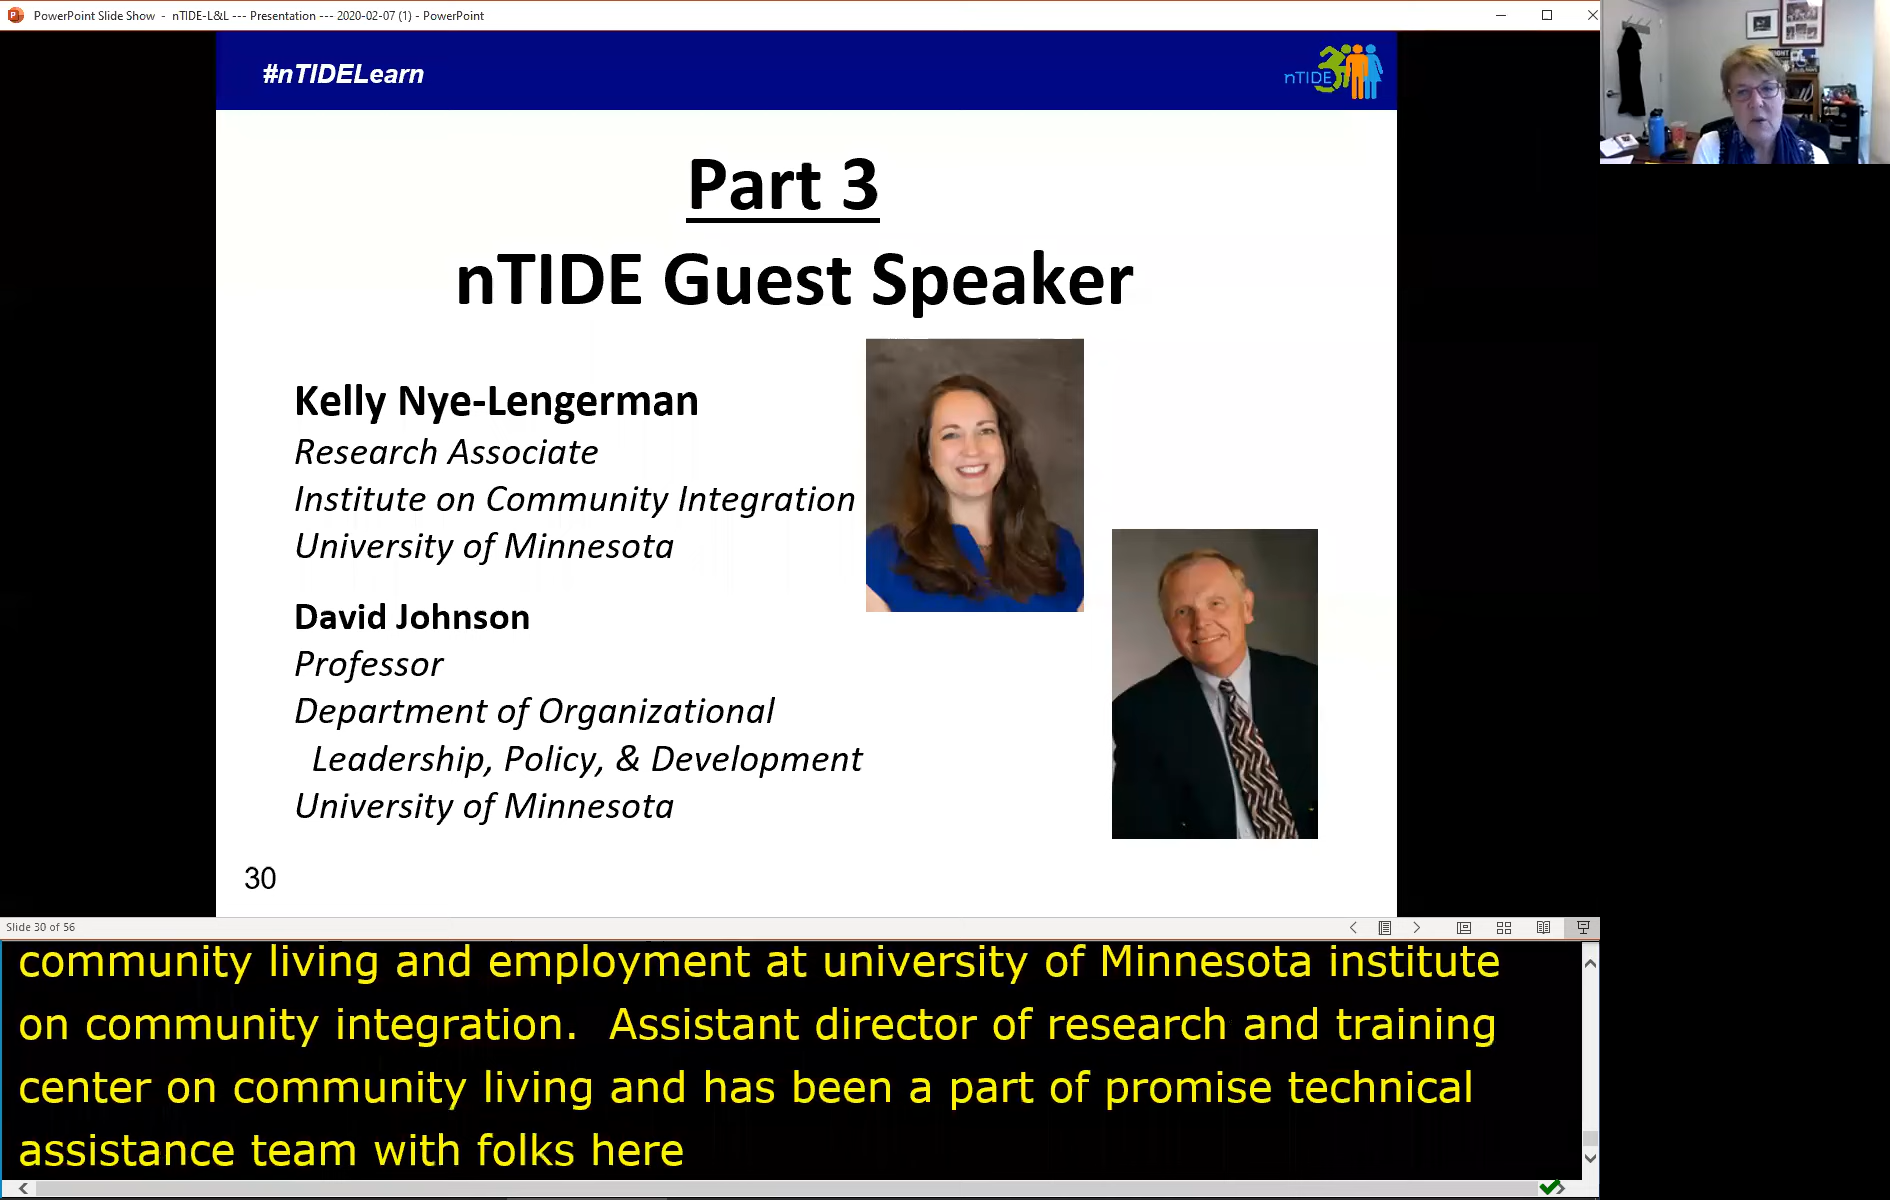 PowerPoint Slide Show - nTIDE-L&L --- Presentation --- 2020-02-07 (1) - PowerPoint
#nTIDELearn
nTIDE
Part 3
nTIDE Guest Speaker
Kelly Nye-Lengerman
Research Associate
Institute on Community Integration
University of Minnesota
David Johnson
Professor
Department of Organizational
Leadership, Policy, & Development
University of Minnesota
30
Slide 30 of 56
community living and employment at university of Minnesota institute
on community integration.  Assistant director of research and training
center on community living and has been a part of promise technical
assistance team with folks here